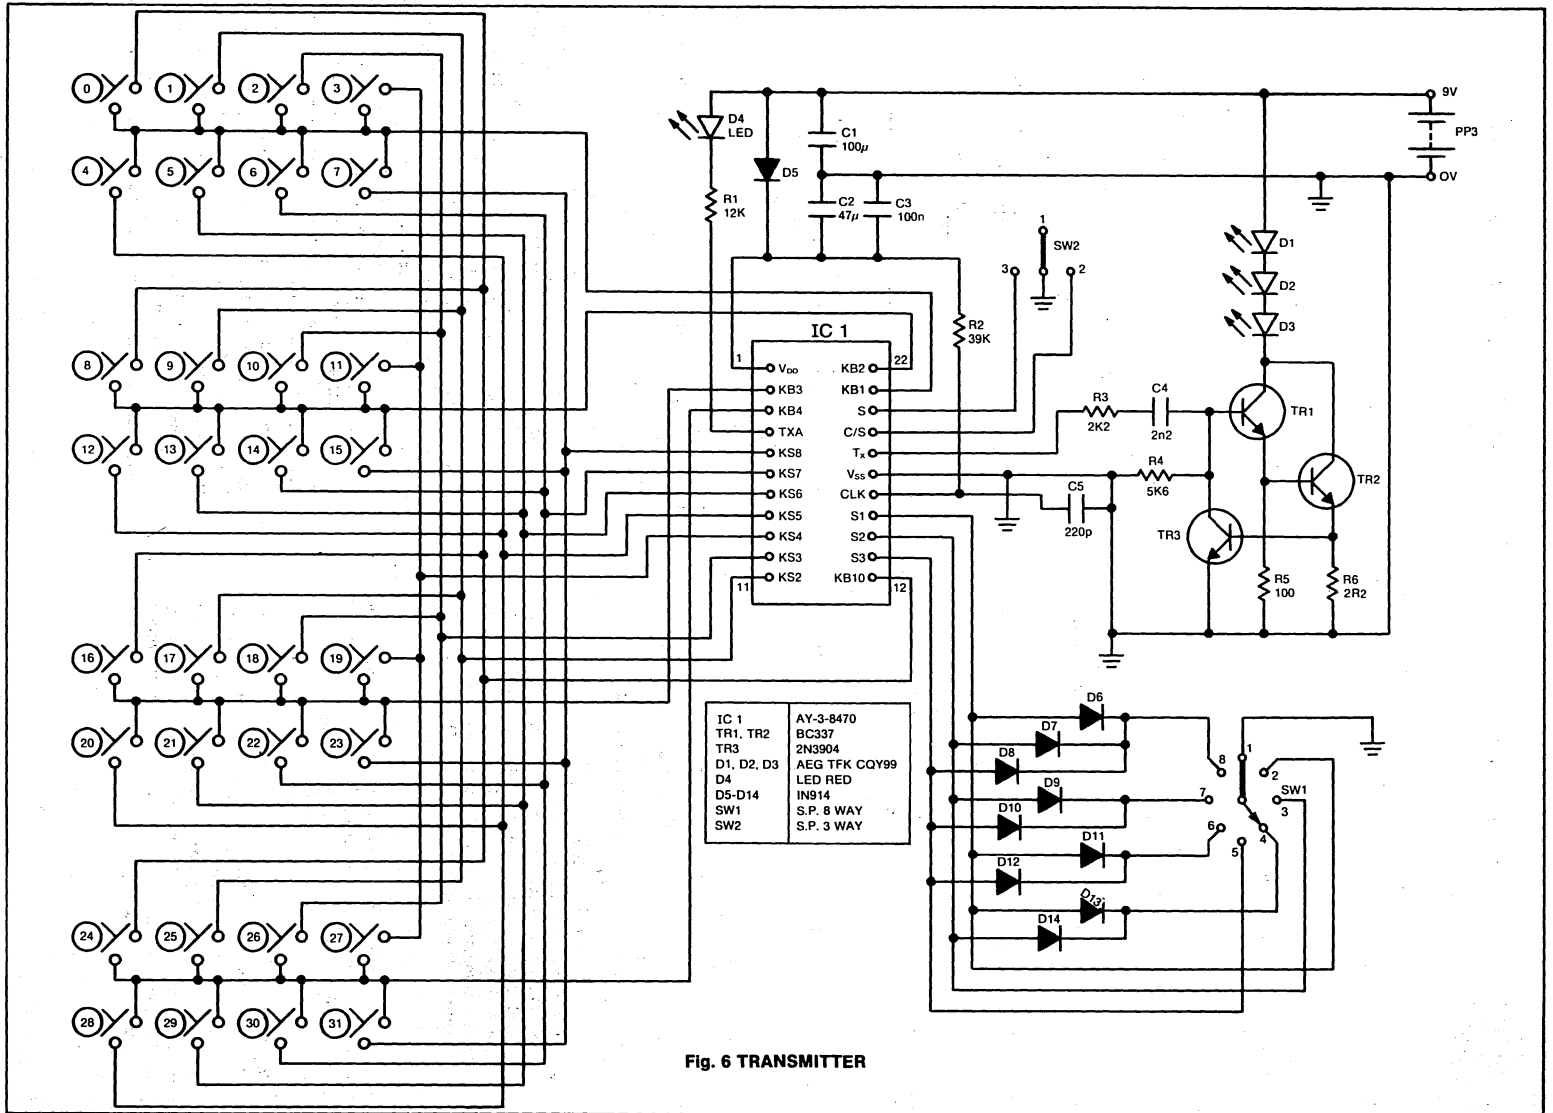 0 1 2 3
4 5 6 7
8 9 10 11
12 13 14 15
16 17 18 19
20 21 22 23
24 25 26 27
28 29 30 31
D4
LED
R1
12K
D5
C1
100µ
C2
47µ
C3
100n
9V
PP3
OV
1
SW2
3
2
R2
39K
D1
D2
D3
IC 1
1
22
VDD
KB2
KB3
KB1
KB4
S
TXA
C/S
KS8
Tx
KS7
VSS
KS6
CLK
KS5
S1
KS4
S2
KS3
S3
KS2
KB10
11
12
R3
2K2
C4
2n2
TR1
R4
5K6
TR2
C5
220p
TR3
R5
100
R6
2R2
IC 1 AY-3-8470
TR1, TR2 BC337
TR3 2N3904
D1, D2, D3 AEG TFK CQY99
D4 LED RED
D5-D14 IN914
SW1 S.P. 8 WAY
SW2 S.P. 3 WAY
D6
D7
D8
D9
D10
D11
D12
D13
D14
1
8
2
7
SW1
3
6
4
5
Fig. 6 TRANSMITTER